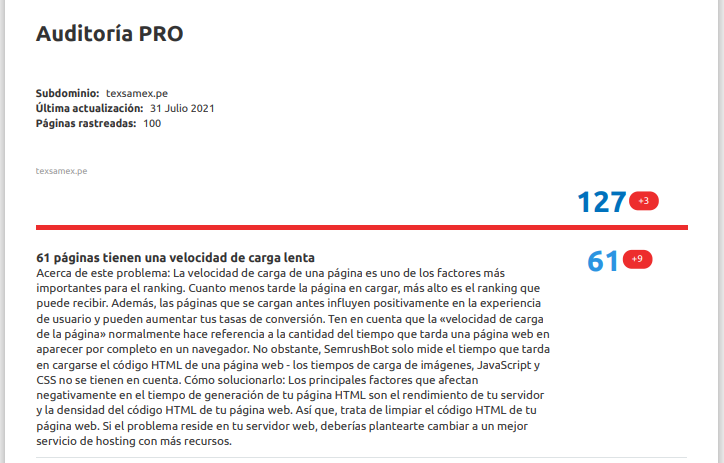 Auditoría PRO
Subdominio: texsamex.pe
Última actualización: 31 Julio 2021
Páginas rastreadas: 100
texsamex.pe
127 +3
61 páginas tienen una velocidad de carga lenta
61 +9
Acerca de este problema: La velocidad de carga de una página es uno de los factores más
importantes para el ranking. Cuanto menos tarde la página en cargar, más alto es el ranking que
puede recibir. Además, las páginas que se cargan antes influyen positivamente en la experiencia
de usuario y pueden aumentar tus tasas de conversión. Ten en cuenta que la «velocidad de carga
de la página» normalmente hace referencia a la cantidad del tiempo que tarda una página web en
aparecer por completo en un navegador. No obstante, SemrushBot solo mide el tiempo que tarda
en cargarse el código HTML de una página web - los tiempos de carga de imágenes, JavaScript y
CSS no se tienen en cuenta. Cómo solucionarlo: Los principales factores que afectan
negativamente en el tiempo de generación de tu página HTML son el rendimiento de tu servidor
y la densidad del código HTML de tu página web. Así que, trata de limpiar el código HTML de tu
página web. Si el problema reside en tu servidor web, deberías plantearte cambiar a un mejor
servicio de hosting con más recursos.